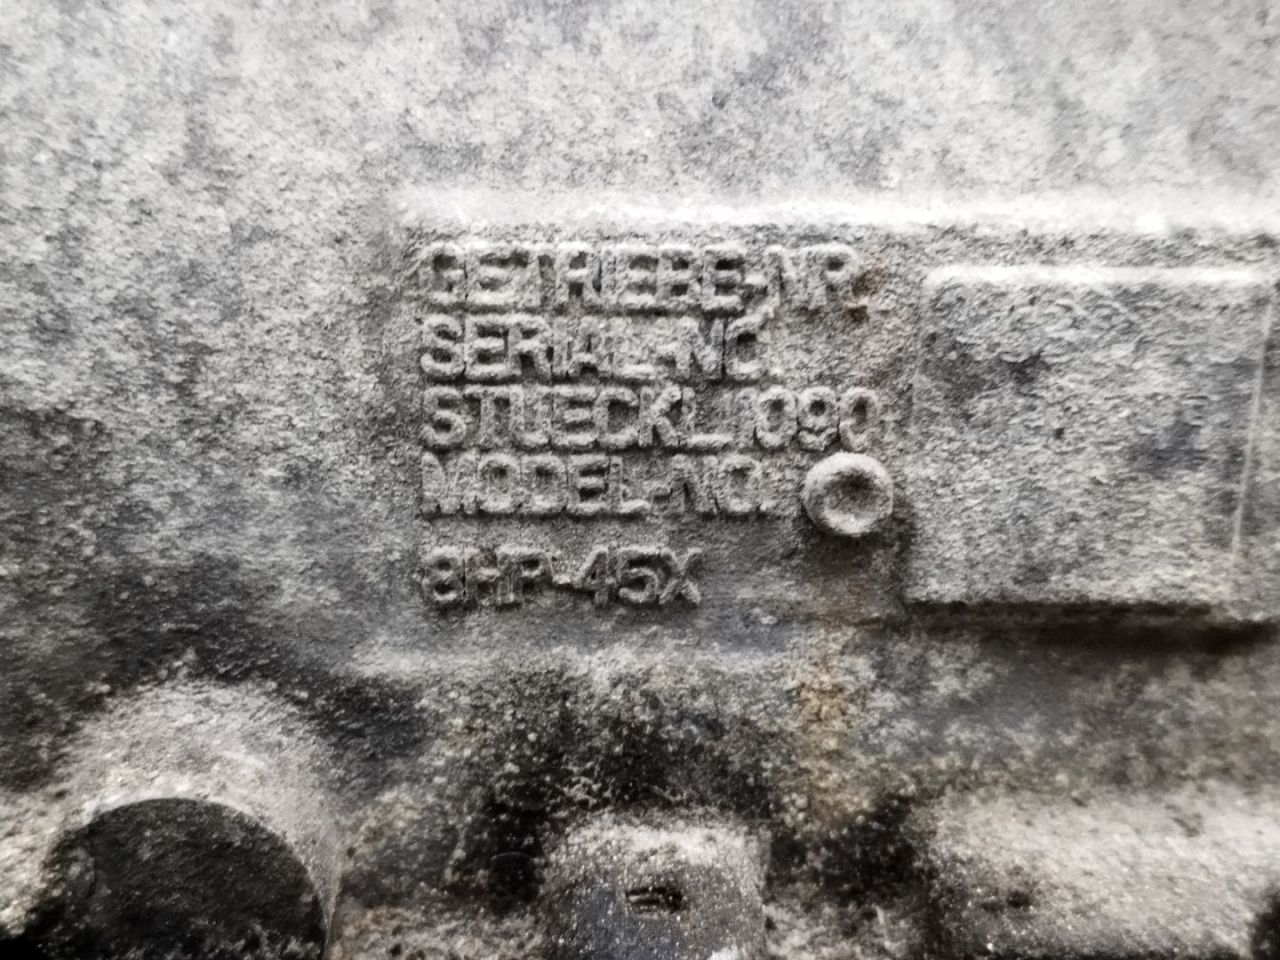 GETRIEBE-NR.
SERIAL-NO.
STUECKL.1090-
MODEL-NO.
8HP-45X